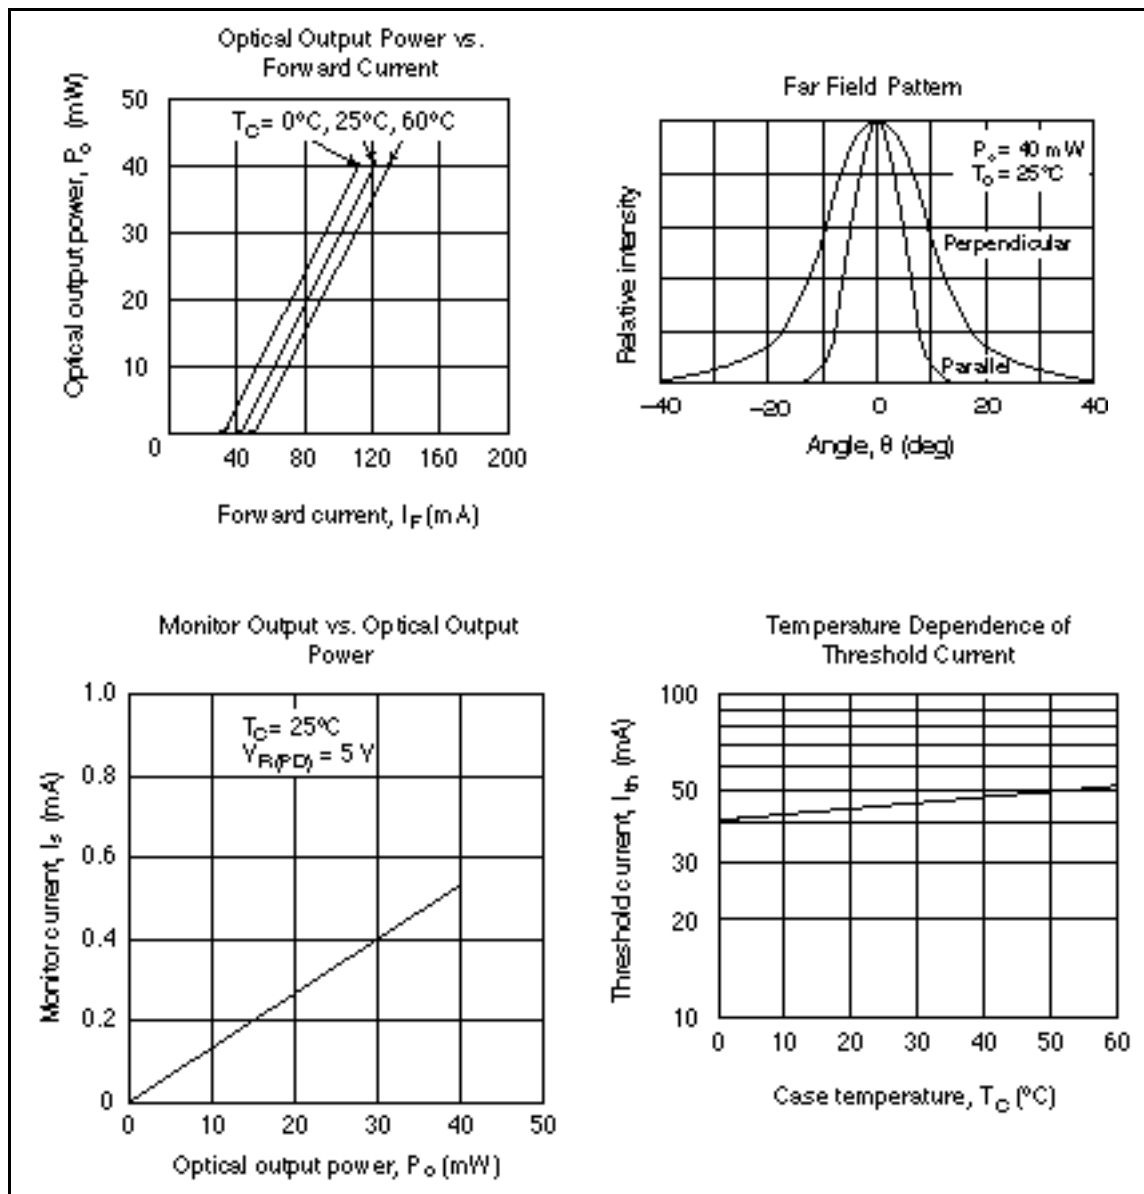 Optical Output Power vs.
Forward Current
Optical output power, Po (mW)
50
40
30
20
10
0
TC = 0°C, 25°C, 60°C
40 80 120 160 200
Forward current, IF (mA)
Far Field Pattern
Relative intensity
Po = 40 mW
TC = 25°C
Perpendicular
Parallel
–40 –20 0 20 40
Angle, θ (deg)
Monitor Output vs. Optical Output
Power
Monitor current, Is (mA)
1.0
0.8
0.6
0.4
0.2
0
TC = 25°C
VR(PD) = 5 V
0 10 20 30 40 50
Optical output power, Po (mW)
Temperature Dependence of
Threshold Current
Threshold current, Ith (mA)
100
50
30
20
10
0 10 20 30 40 50 60
Case temperature, TC (°C)